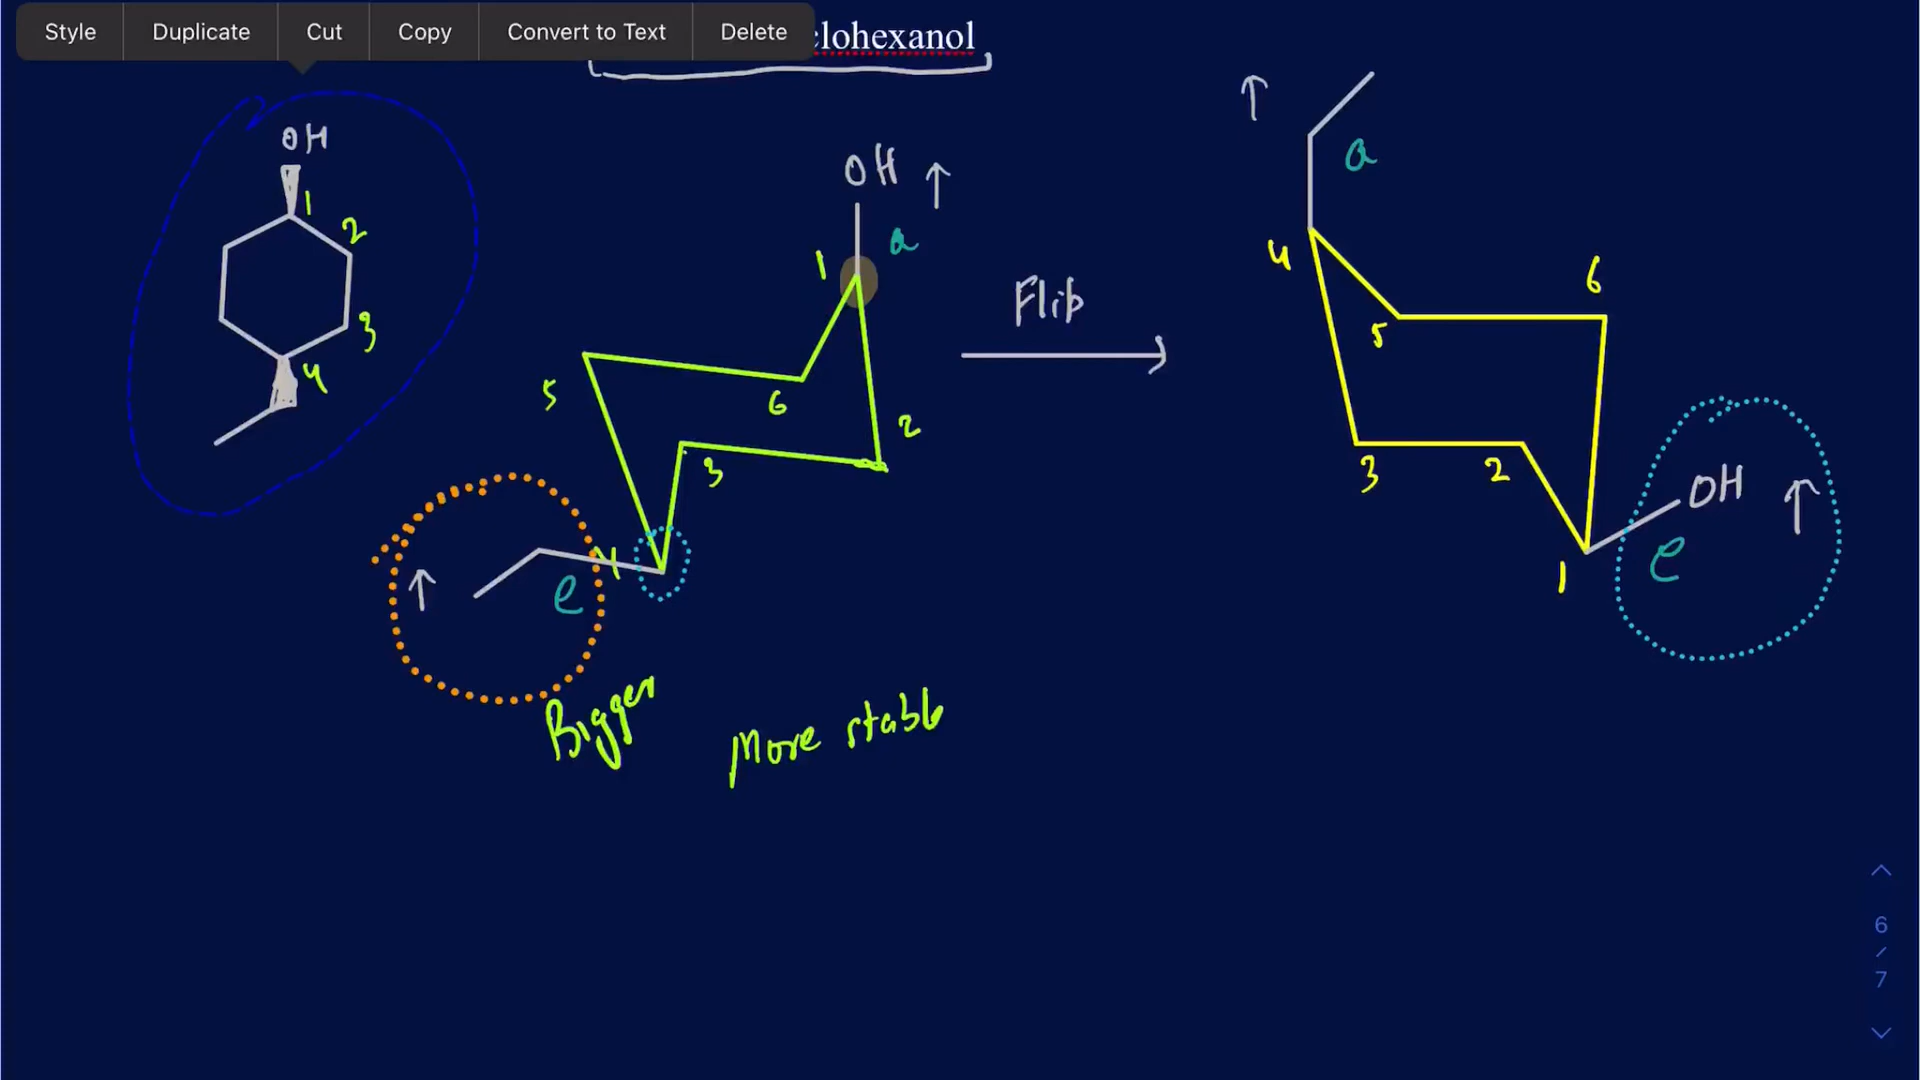 Style Duplicate Cut Copy Convert to Text Delete
clohexanol
OH
1
2
3
4
OH ↑
a
1
2
3
4
5
6
↑
e
Bigger
More stable
Flip
↑
a
4
5
6
3
2
1
OH ↑
e
6
/
7